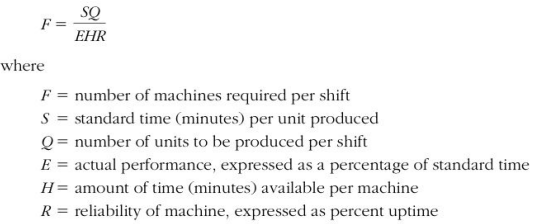 F = SQ / EHR
where
F = number of machines required per shift
S = standard time (minutes) per unit produced
Q = number of units to be produced per shift
E = actual performance, expressed as a percentage of standard time
H = amount of time (minutes) available per machine
R = reliability of machine, expressed as percent uptime